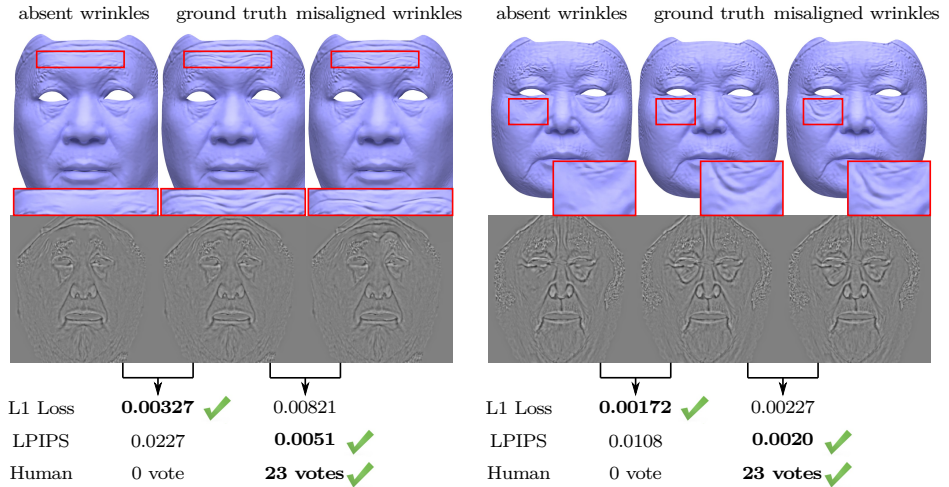 absent wrinkles ground truth misaligned wrinkles
absent wrinkles ground truth misaligned wrinkles
L1 Loss 0.00327 0.00821
LPIPS 0.0227 0.0051
Human 0 vote 23 votes
L1 Loss 0.00172 0.00227
LPIPS 0.0108 0.0020
Human 0 vote 23 votes